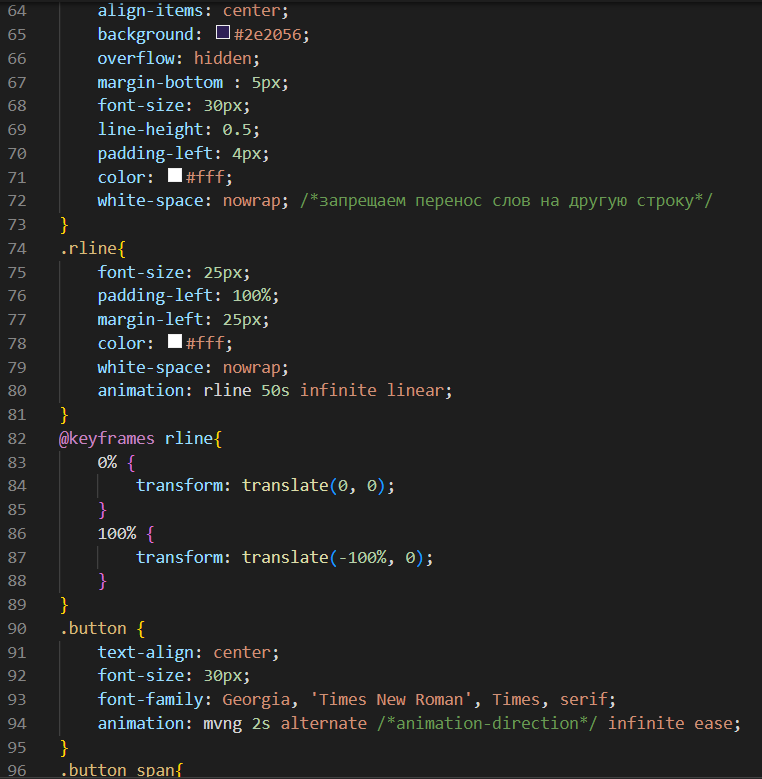 64 align-items: center;
65 background: #2e2056;
66 overflow: hidden;
67 margin-bottom : 5px;
68 font-size: 30px;
69 line-height: 0.5;
70 padding-left: 4px;
71 color: #fff;
72 white-space: nowrap; /*запрещаем перенос слов на другую строку*/
73 }
74 .rline{
75 font-size: 25px;
76 padding-left: 100%;
77 margin-left: 25px;
78 color: #fff;
79 white-space: nowrap;
80 animation: rline 50s infinite linear;
81 }
82 @keyframes rline{
83 0% {
84 transform: translate(0, 0);
85 }
86 100% {
87 transform: translate(-100%, 0);
88 }
89 }
90 .button {
91 text-align: center;
92 font-size: 30px;
93 font-family: Georgia, 'Times New Roman', Times, serif;
94 animation: mvng 2s alternate /*animation-direction*/ infinite ease;
95 }
96 .button span{